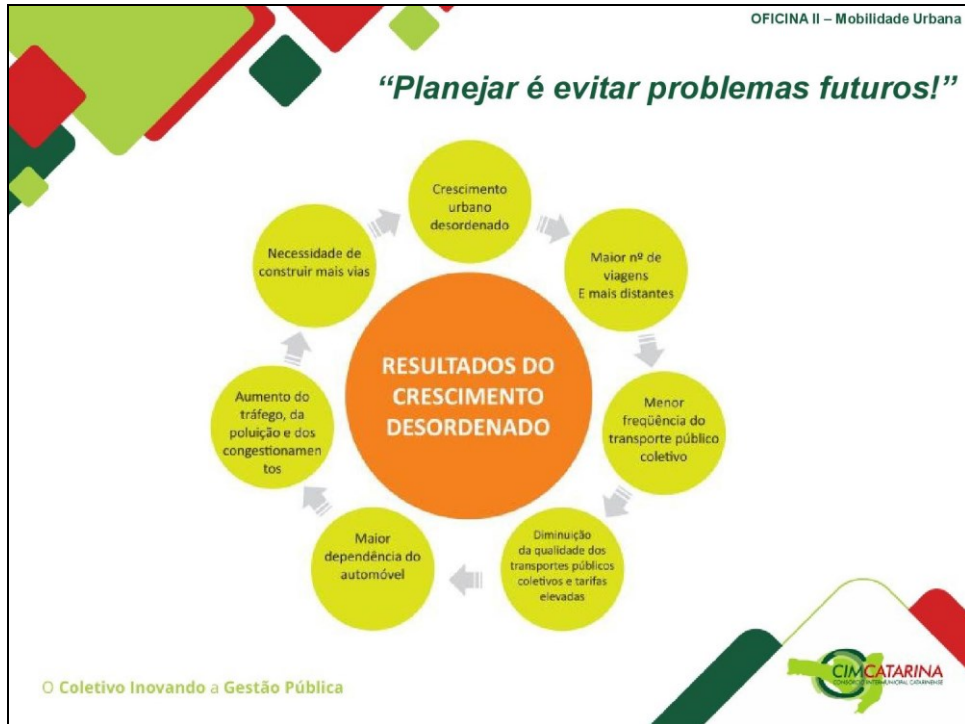 OFICINA II – Mobilidade Urbana
“Planejar é evitar problemas futuros!”
Crescimento
urbano
desordenado
Maior nº de
viagens
E mais distantes
Menor
freqüência do
transporte público
coletivo
Diminuição
da qualidade dos
transportes públicos
coletivos e tarifas
elevadas
Maior
dependência do
automóvel
Aumento do
tráfego, da
poluição e dos
congestionamen
tos
Necessidade de
construir mais vias
RESULTADOS DO
CRESCIMENTO
DESORDENADO
O Coletivo Inovando a Gestão Pública
CIMCATARINA
CONSÓRCIO INTERMUNICIPAL CATARINENSE